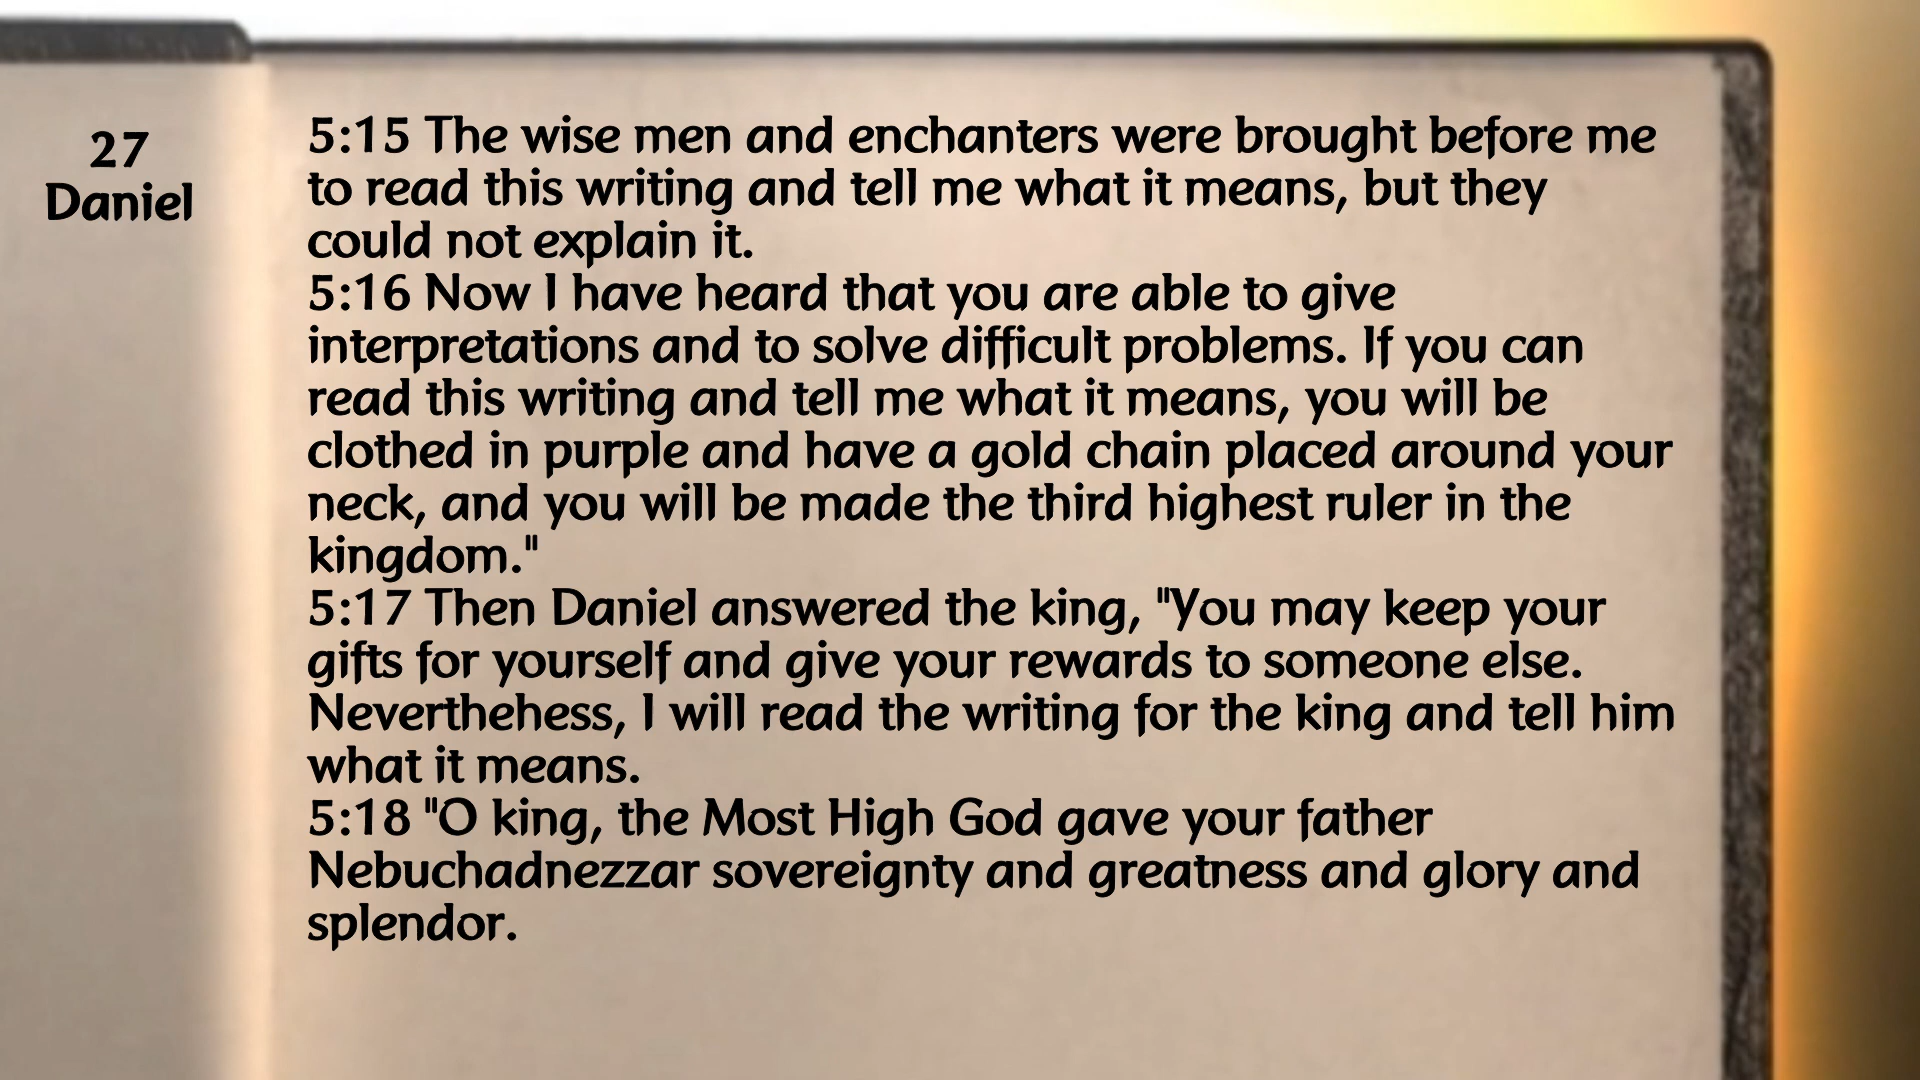 27
Daniel
5:15 The wise men and enchanters were brought before me
to read this writing and tell me what it means, but they
could not explain it.
5:16 Now I have heard that you are able to give
interpretations and to solve difficult problems. If you can
read this writing and tell me what it means, you will be
clothed in purple and have a gold chain placed around your
neck, and you will be made the third highest ruler in the
kingdom."
5:17 Then Daniel answered the king, "You may keep your
gifts for yourself and give your rewards to someone else.
Neverthehess, I will read the writing for the king and tell him
what it means.
5:18 "O king, the Most High God gave your father
Nebuchadnezzar sovereignty and greatness and glory and
splendor.